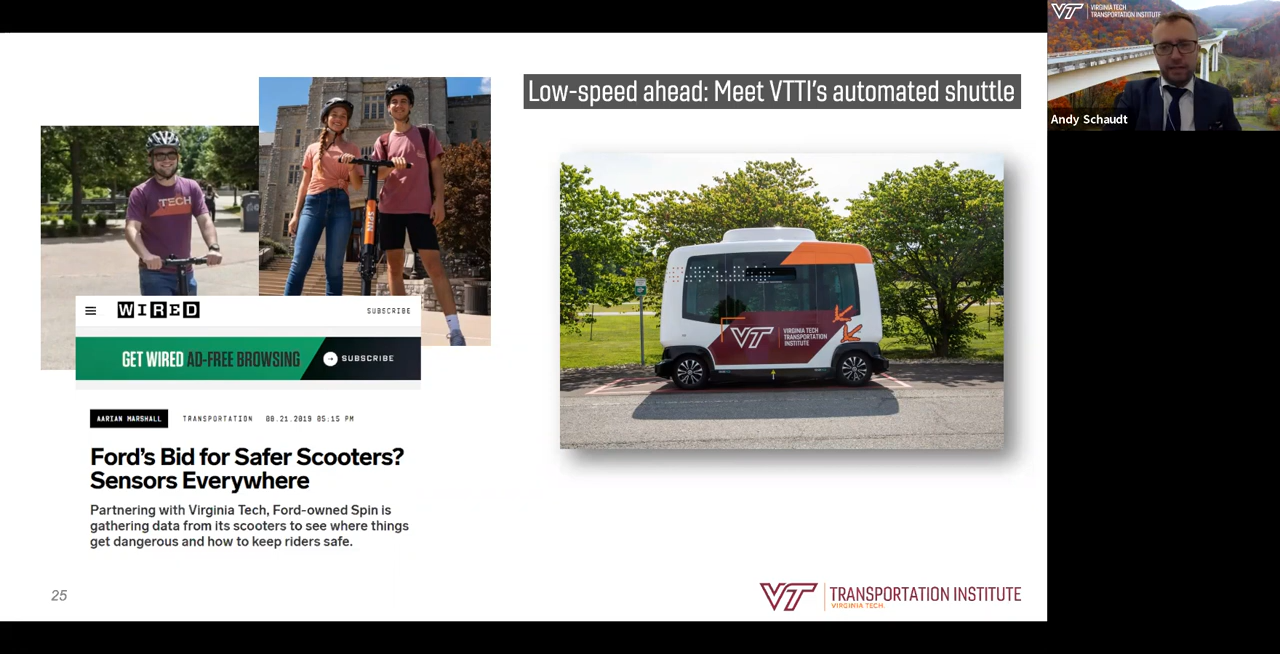 Low-speed ahead: Meet VTTI's automated shuttle
TECH
WIRED
SUBSCRIBE
GET WIRED AD-FREE BROWSING
SUBSCRIBE
AARIAN MARSHALL TRANSPORTATION 08.21.2019 05:15 PM
Ford's Bid for Safer Scooters?
Sensors Everywhere
Partnering with Virginia Tech, Ford-owned Spin is
gathering data from its scooters to see where things
get dangerous and how to keep riders safe.
VT VIRGINIA TECH
TRANSPORTATION
INSTITUTE
25
VT TRANSPORTATION INSTITUTE
VIRGINIA TECH.
VT VIRGINIA TECH
TRANSPORTATION INSTITUTE
Andy Schaudt